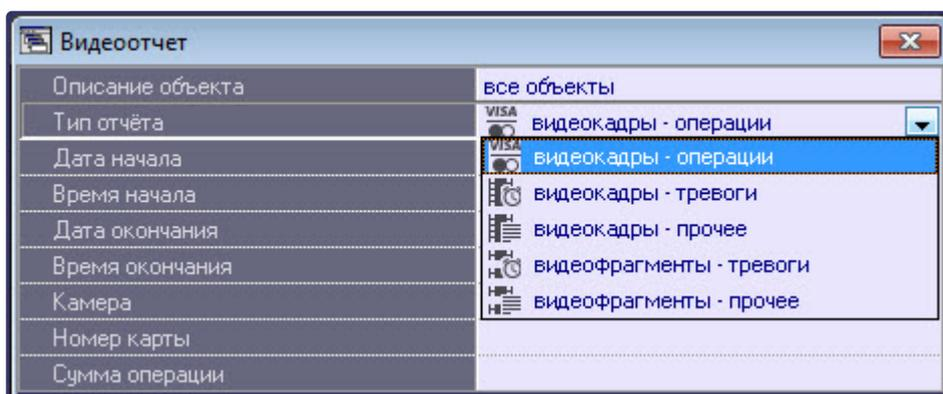 Видеоотчет
Описание объекта все объекты
Тип отчёта VISA видеокадры - операции
Дата начала VISA видеокадры - операции
Время начала видеокадры - тревоги
Дата окончания видеокадры - прочее
Время окончания видеофрагменты - тревоги
Камера видеофрагменты - прочее
Номер карты
Сумма операции